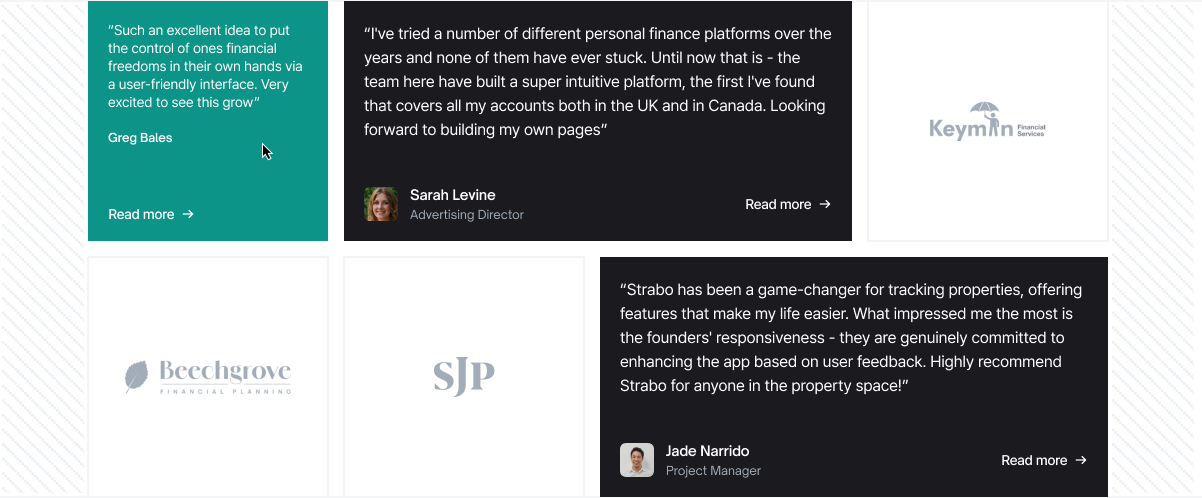 “Such an excellent idea to put
the control of ones financial
freedoms in their own hands via
a user-friendly interface. Very
excited to see this grow”
Greg Bales
Read more
“I've tried a number of different personal finance platforms over the
years and none of them have ever stuck. Until now that is - the
team here have built a super intuitive platform, the first I've found
that covers all my accounts both in the UK and in Canada. Looking
forward to building my own pages”
Sarah Levine
Advertising Director
Read more
Keyman Financial
Services
Beechgrove
FINANCIAL PLANNING
SJP
“Strabo has been a game-changer for tracking properties, offering
features that make my life easier. What impressed me the most is
the founders' responsiveness - they are genuinely committed to
enhancing the app based on user feedback. Highly recommend
Strabo for anyone in the property space!”
Jade Narrido
Project Manager
Read more